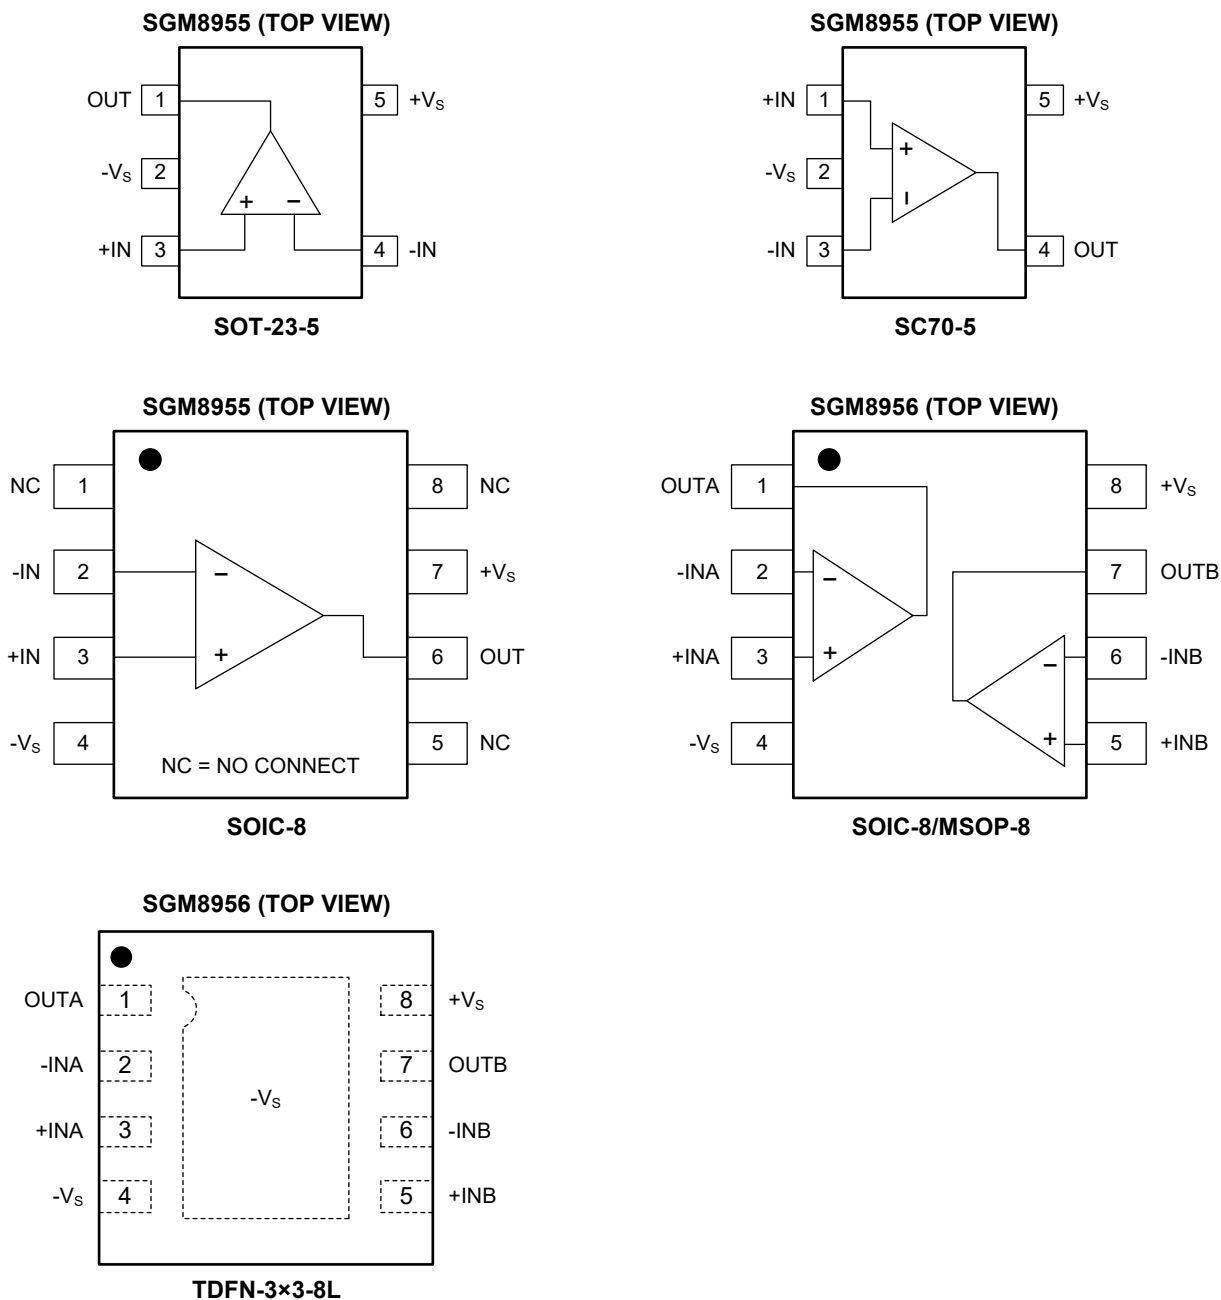 SGM8955 (TOP VIEW)
OUT 1
5 +VS
-VS 2
+ −
+IN 3
4 -IN
SOT-23-5
SGM8955 (TOP VIEW)
+IN 1
5 +VS
+
-VS 2
−
-IN 3
4 OUT
SC70-5
SGM8955 (TOP VIEW)
NC 1
8 NC
-IN 2
−
7 +VS
+IN 3
+
6 OUT
-VS 4
5 NC
NC = NO CONNECT
SOIC-8
SGM8956 (TOP VIEW)
OUTA 1
8 +VS
-INA 2
−
7 OUTB
+INA 3
+
−
6 -INB
-VS 4
+
5 +INB
SOIC-8/MSOP-8
SGM8956 (TOP VIEW)
OUTA 1
8 +VS
-INA 2
7 OUTB
-VS
+INA 3
6 -INB
-VS 4
5 +INB
TDFN-3×3-8L